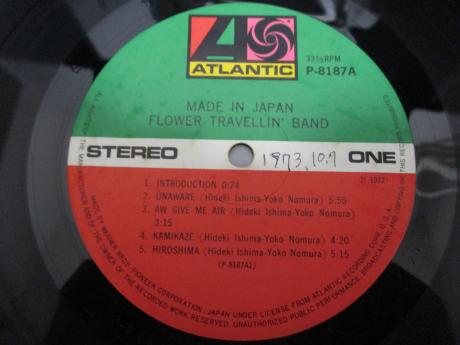 ATLANTIC
33⅓RPM
P-8187A
MADE IN JAPAN
FLOWER TRAVELLIN' BAND
STEREO
1973,10.7
ONE
℗ 1972
1. INTRODUCTION 0:24
2. UNAWARE (Hideki Ishima-Yoko Nomura) 5:55
3. AW GIVE ME AIR (Hideki Ishima-Yoko Nomura)
3:15
4. KAMIKAZE (Hideki Ishima-Yoko Nomura) 4:20
5. HIROSHIMA (Hideki Ishima-Yoko Nomura) 5:15
(P-8187A1)
MADE BY WARNER BROS.-PIONEER CORPORATION, JAPAN UNDER LICENSE FROM ATLANTIC RECORDING CORP. U.S.A.
ALL RIGHTS OF THE MANUFACTURER AND OF THE OWNER OF THE RECORDED WORK RESERVED. UNAUTHORIZED PUBLIC PERFORMANCE, BROADCASTING AND COPYING OF THIS RECORD PROHIBITED